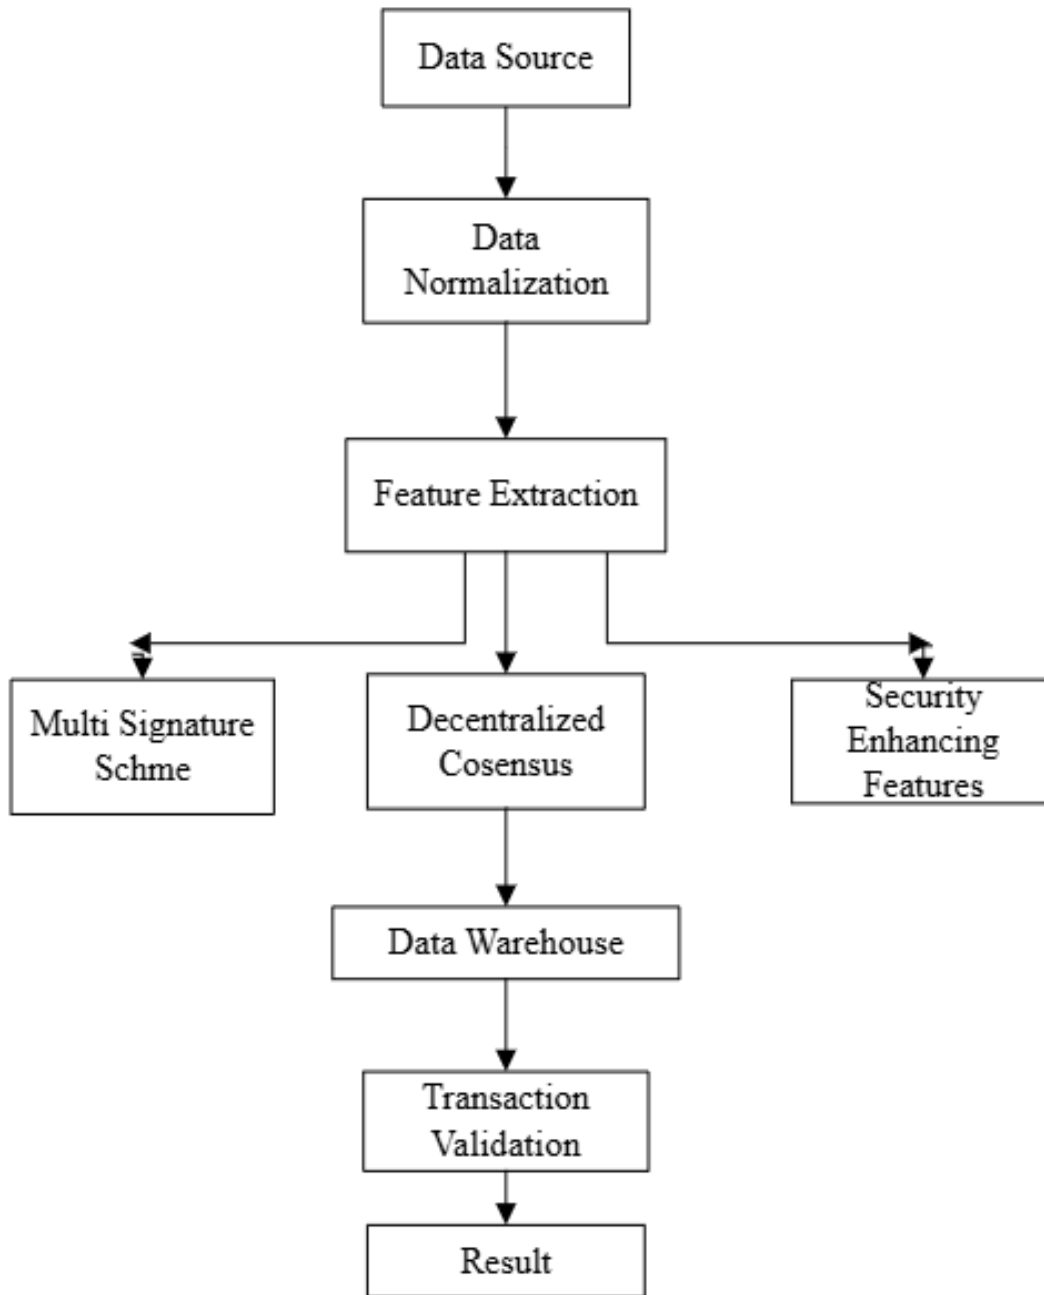 Data Source
Data
Normalization
Feature Extraction
Multi Signature
Schme
Decentralized
Cosensus
Security
Enhancing
Features
Data Warehouse
Transaction
Validation
Result